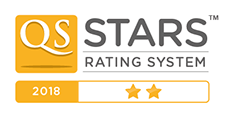 QS STARS™
RATING SYSTEM
2018